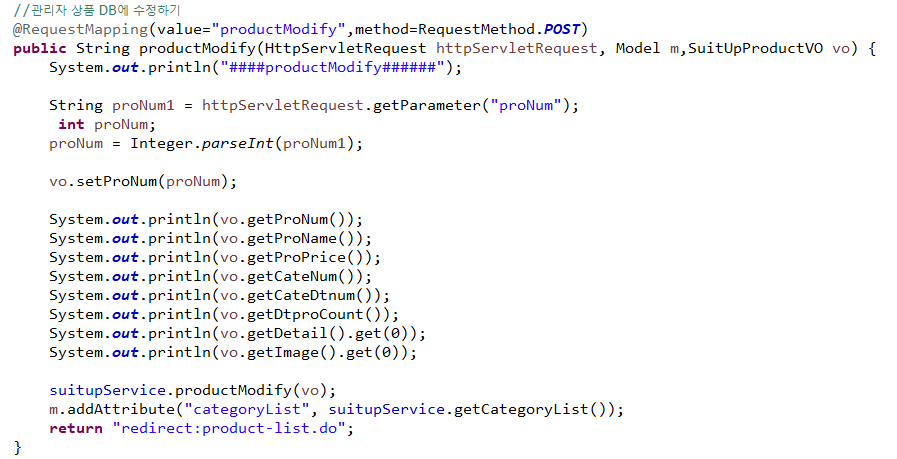 //관리자 상품 DB에 수정하기
@RequestMapping(value="productModify",method=RequestMethod.POST)
public String productModify(HttpServletRequest httpServletRequest, Model m,SuitUpProductVO vo) {
System.out.println("####productModify######");
String proNum1 = httpServletRequest.getParameter("proNum");
int proNum;
proNum = Integer.parseInt(proNum1);
vo.setProNum(proNum);
System.out.println(vo.getProNum());
System.out.println(vo.getProName());
System.out.println(vo.getProPrice());
System.out.println(vo.getCateNum());
System.out.println(vo.getCateDtnum());
System.out.println(vo.getDtproCount());
System.out.println(vo.getDetail().get(0));
System.out.println(vo.getImage().get(0));
suitupService.productModify(vo);
m.addAttribute("categoryList", suitupService.getCategoryList());
return "redirect:product-list.do";
}